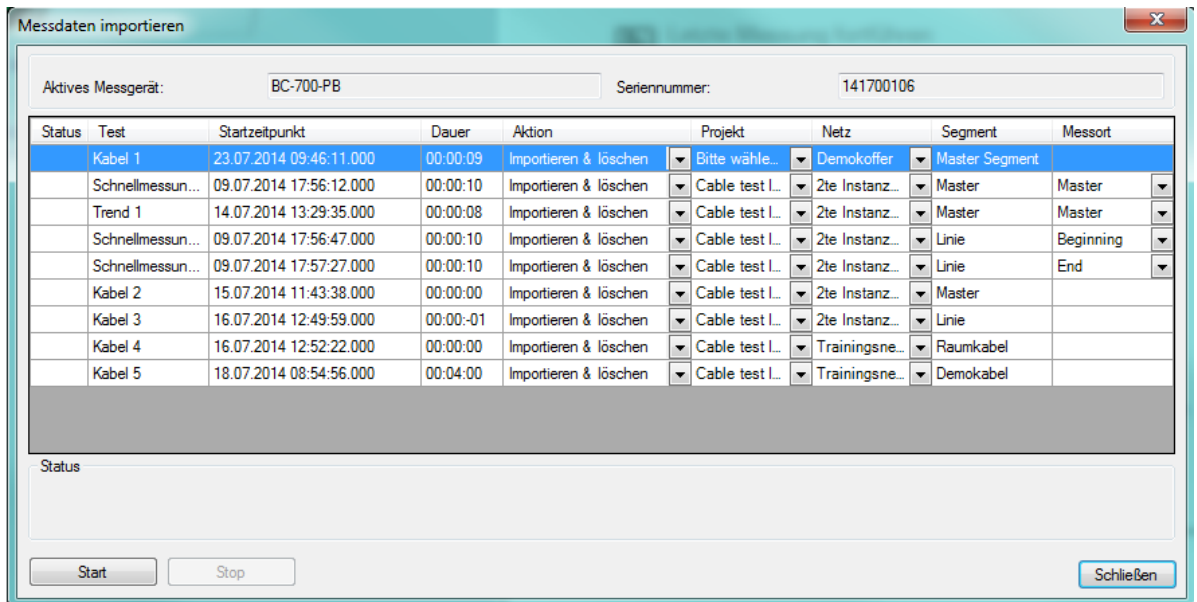 Messdaten importieren
Aktives Messgerät: BC-700-PB Seriennummer: 141700106
Status Test Startzeitpunkt Dauer Aktion Projekt Netz Segment Messort
Kabel 1 23.07.2014 09:46:11.000 00:00:09 Importieren & löschen Bitte wähle... Demokoffer Master Segment
Schnellmessun... 09.07.2014 17:56:12.000 00:00:10 Importieren & löschen Cable test I... 2te Instanz... Master Master
Trend 1 14.07.2014 13:29:35.000 00:00:08 Importieren & löschen Cable test I... 2te Instanz... Master Master
Schnellmessun... 09.07.2014 17:56:47.000 00:00:10 Importieren & löschen Cable test I... 2te Instanz... Linie Beginning
Schnellmessun... 09.07.2014 17:57:27.000 00:00:10 Importieren & löschen Cable test I... 2te Instanz... Linie End
Kabel 2 15.07.2014 11:43:38.000 00:00:00 Importieren & löschen Cable test I... 2te Instanz... Master
Kabel 3 16.07.2014 12:49:59.000 00:00:-01 Importieren & löschen Cable test I... 2te Instanz... Linie
Kabel 4 16.07.2014 12:52:22.000 00:00:00 Importieren & löschen Cable test I... Trainingsne... Raumkabel
Kabel 5 18.07.2014 08:54:56.000 00:04:00 Importieren & löschen Cable test I... Trainingsne... Demokabel
Status
Start Stop Schließen